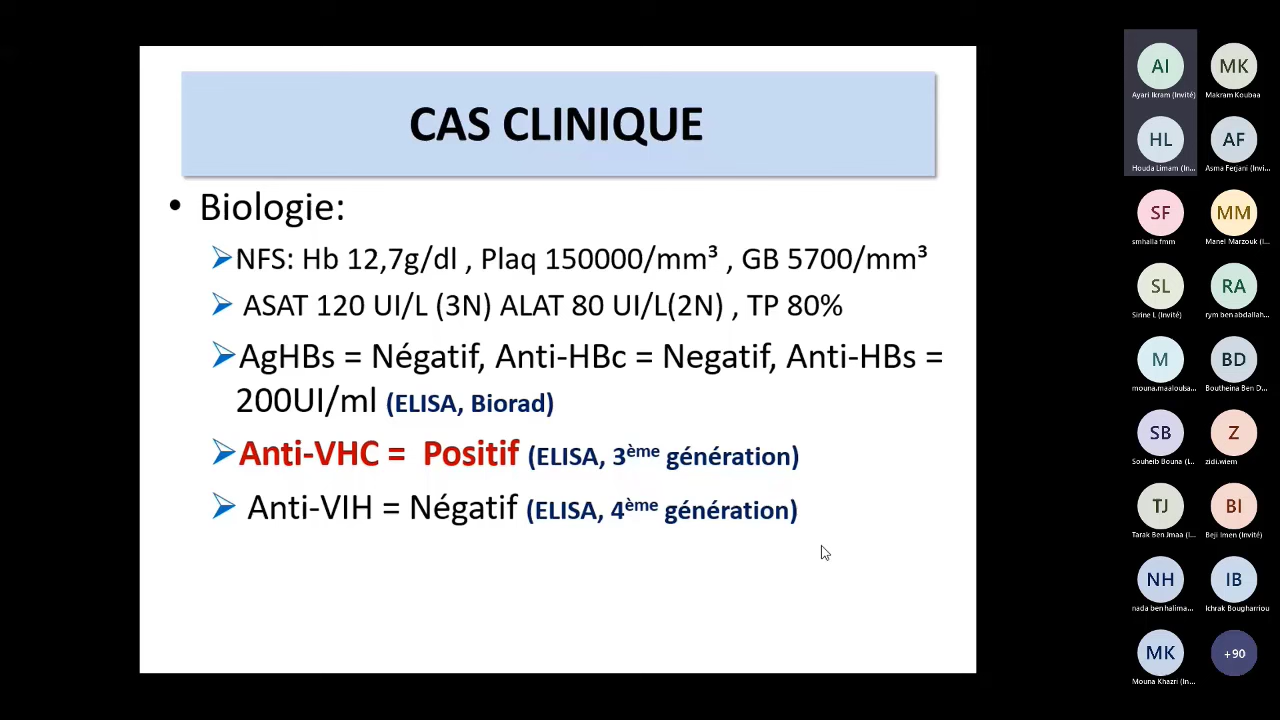 CAS CLINIQUE
• Biologie:
➢NFS: Hb 12,7g/dl , Plaq 150000/mm³ , GB 5700/mm³
➢ ASAT 120 UI/L (3N) ALAT 80 UI/L(2N) , TP 80%
➢AgHBs = Négatif, Anti-HBc = Negatif, Anti-HBs =
200UI/ml (ELISA, Biorad)
➢Anti-VHC = Positif (ELISA, 3ème génération)
➢ Anti-VIH = Négatif (ELISA, 4ème génération)
AI MK
Ayari Ikram (Invité) Makram Koubaa
HL AF
Houda Limam (In... Asma Ferjani (Invi...
SF MM
smhalla fmm Manel Marzouk (I...
SL RA
Sirine L (Invité) rym ben abdallah...
M BD
mouna.maaloula... Boutheina Ben D...
SB Z
Souheib Bouna (I... zidi.wiem
TJ BI
Tarak Ben Jmaa (I... Beji Imen (Invité)
NH IB
nada ben halima... Ichrak Bougharriou
MK +90
Mouna Khazri (In...